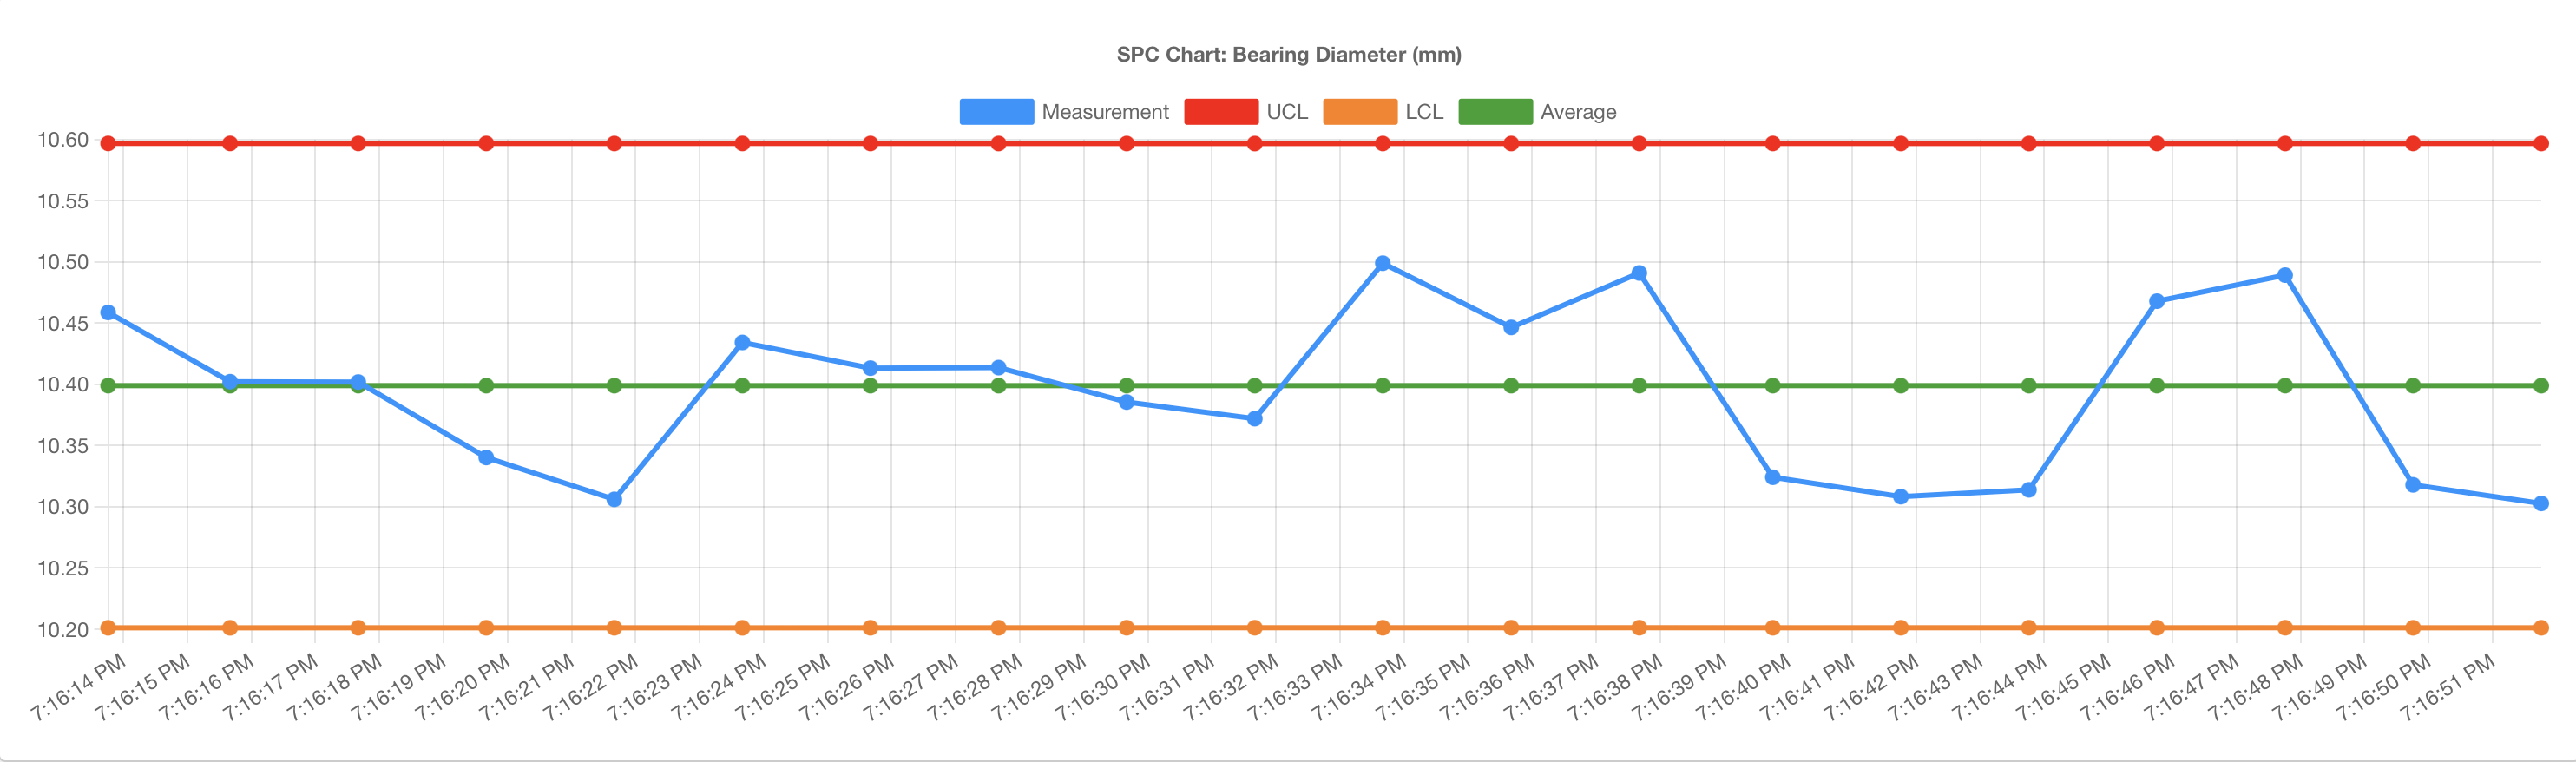 SPC Chart: Bearing Diameter (mm)
Measurement UCL LCL Average
10.60
10.55
10.50
10.45
10.40
10.35
10.30
10.25
10.20
7:16:14 PM
7:16:15 PM
7:16:16 PM
7:16:17 PM
7:16:18 PM
7:16:19 PM
7:16:20 PM
7:16:21 PM
7:16:22 PM
7:16:23 PM
7:16:24 PM
7:16:25 PM
7:16:26 PM
7:16:27 PM
7:16:28 PM
7:16:29 PM
7:16:30 PM
7:16:31 PM
7:16:32 PM
7:16:33 PM
7:16:34 PM
7:16:35 PM
7:16:36 PM
7:16:37 PM
7:16:38 PM
7:16:39 PM
7:16:40 PM
7:16:41 PM
7:16:42 PM
7:16:43 PM
7:16:44 PM
7:16:45 PM
7:16:46 PM
7:16:47 PM
7:16:48 PM
7:16:49 PM
7:16:50 PM
7:16:51 PM